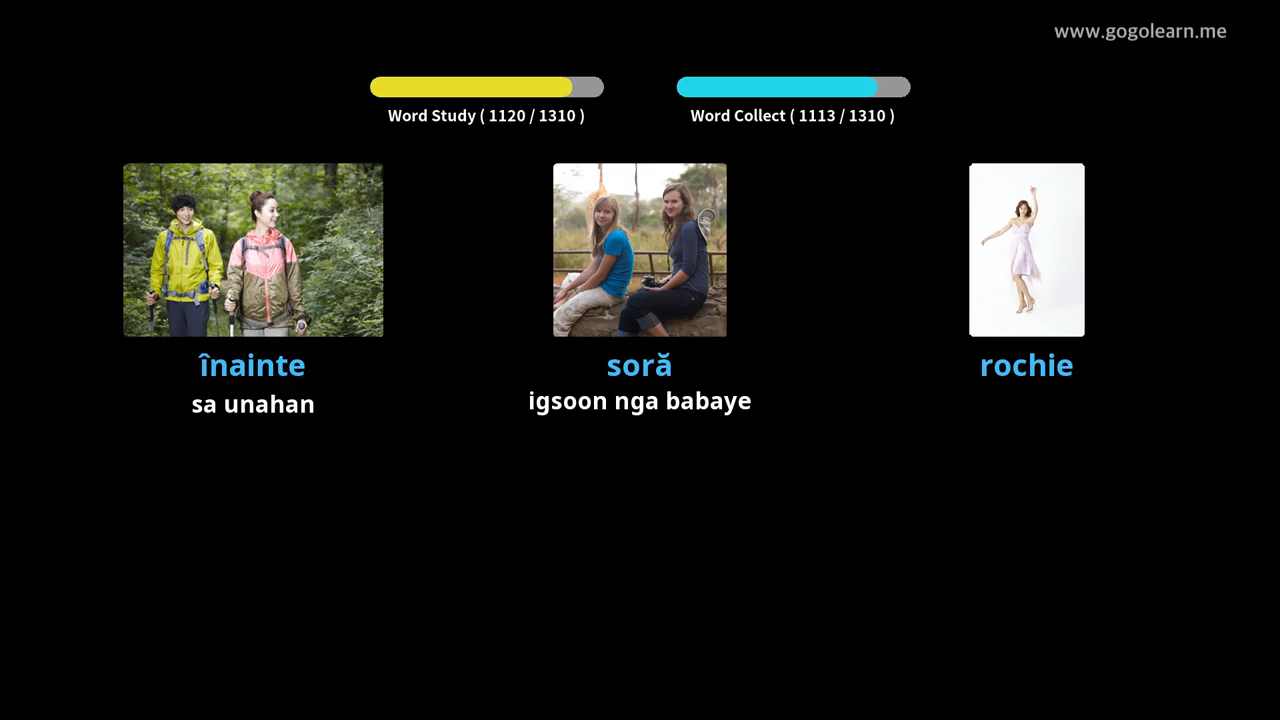 www.gogolearn.me
Word Study ( 1120 / 1310 )
Word Collect ( 1113 / 1310 )
înainte
soră
rochie
sa unahan
igsoon nga babaye